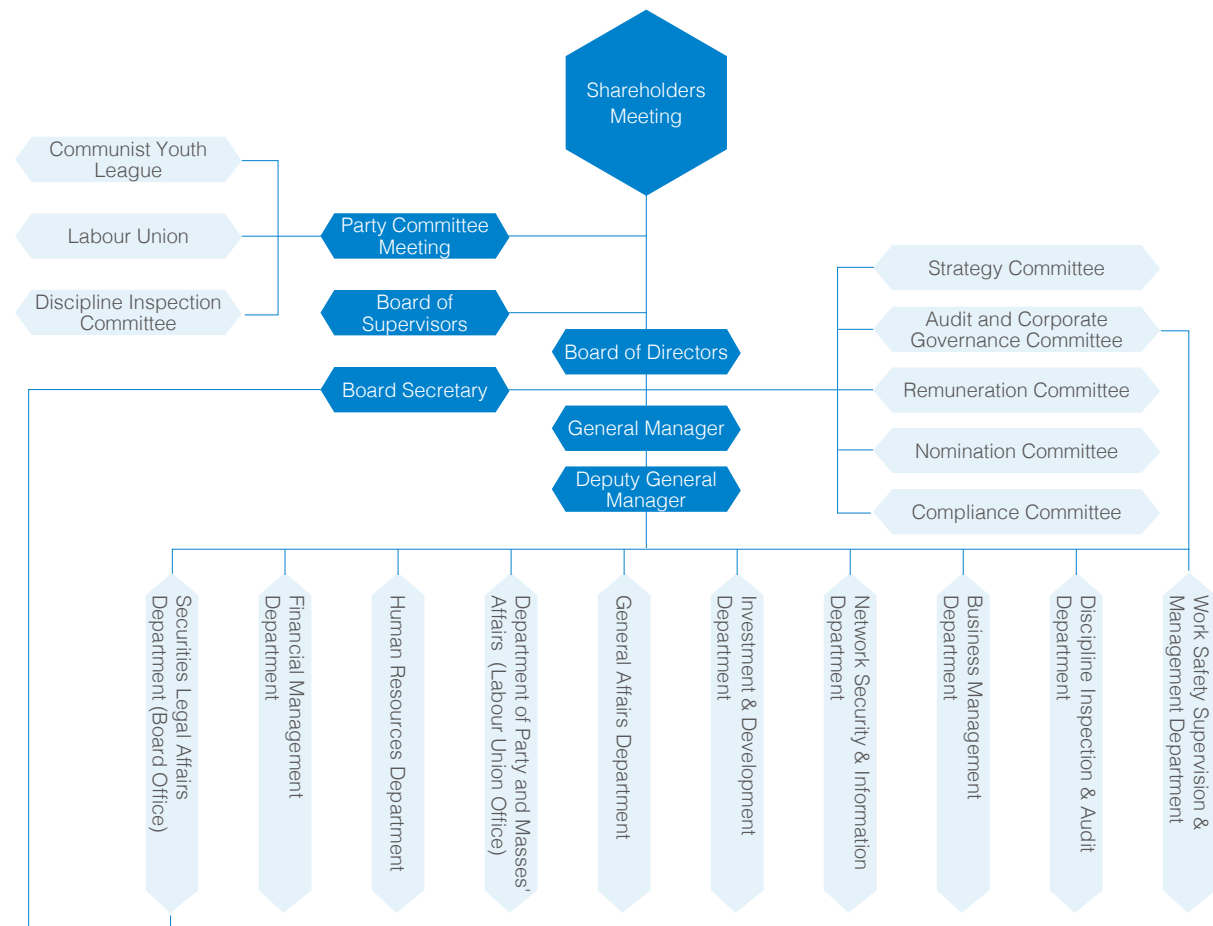 Shareholders
Meeting
Communist Youth
League
Labour Union
Discipline Inspection
Committee
Party Committee
Meeting
Board of
Supervisors
Board of Directors
Board Secretary
General Manager
Deputy General
Manager
Strategy Committee
Audit and Corporate
Governance Committee
Remuneration Committee
Nomination Committee
Compliance Committee
Securities Legal Affairs
Department (Board Office)
Financial Management
Department
Human Resources Department
Department of Party and Masses'
Affairs (Labour Union Office)
General Affairs Department
Investment & Development
Department
Network Security & Information
Department
Business Management
Department
Discipline Inspection & Audit
Department
Work Safety Supervision &
Management Department